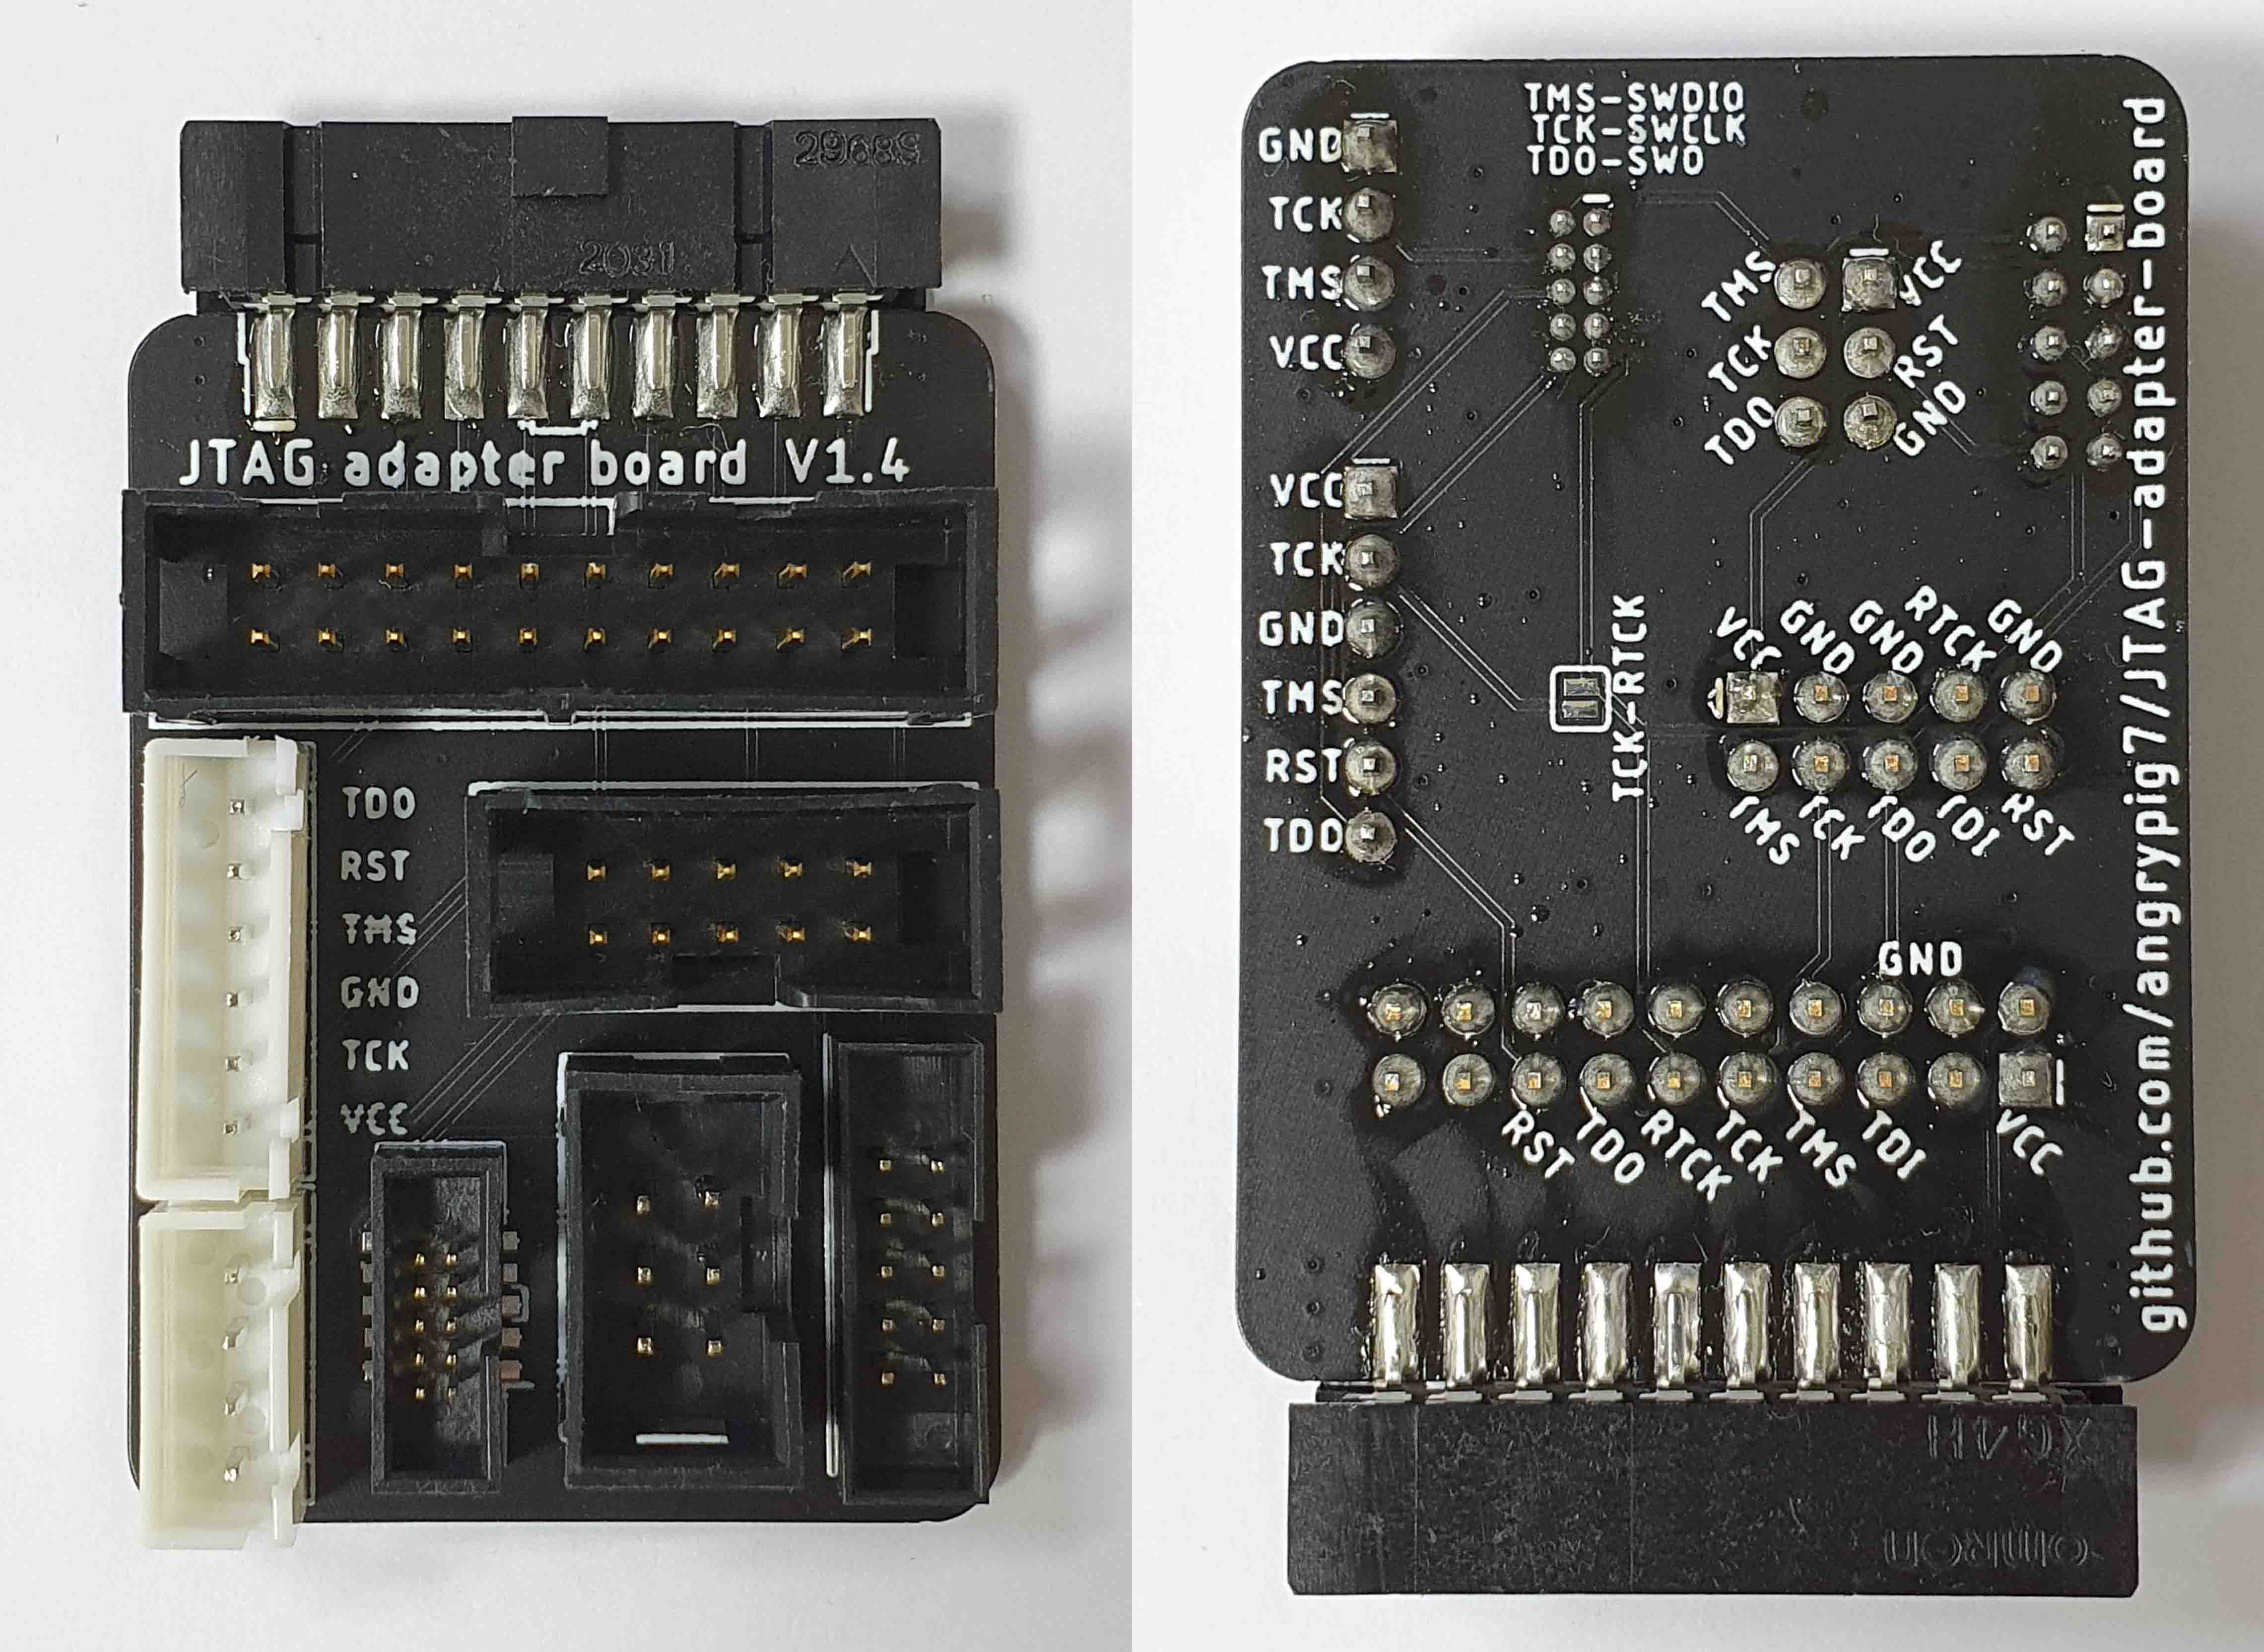 29689
2031
JTAG adapter board V1.4
TDO
RST
TMS
GND
TCK
VCC
TMS-SWDIO
TCK-SWCLK
TDO-SWO
GND
TCK
TMS
VCC
TMS
TCK
TDO
VCC
RST
GND
VCC
TCK
GND
TMS
RST
TDO
TCK-RTCK
VCC
GND
GND
RTCK
GND
TMS
TCK
TDO
TDI
RST
GND
RST
TDO
RTCK
TCK
TMS
TDI
VCC
github.com/angrypig7/JTAG-adapter-board
XG4H
OMRON